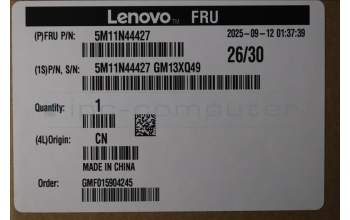 Lenovo™ FRU
(P)FRU P/N: 5M11N44427 2025-09-12 01:37:39
26/30
(1S)P/N, S/N: 5M11N44427 GM13XQ49
Quantity: 1
(4L)Origin: CN
MADE IN CHINA
Order: GMF015904245